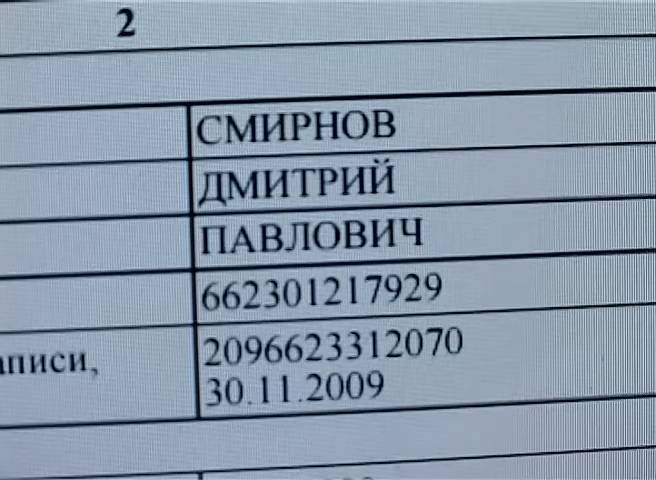 2
СМИРНОВ
ДМИТРИЙ
ПАВЛОВИЧ
662301217929
аписи,
2096623312070
30.11.2009